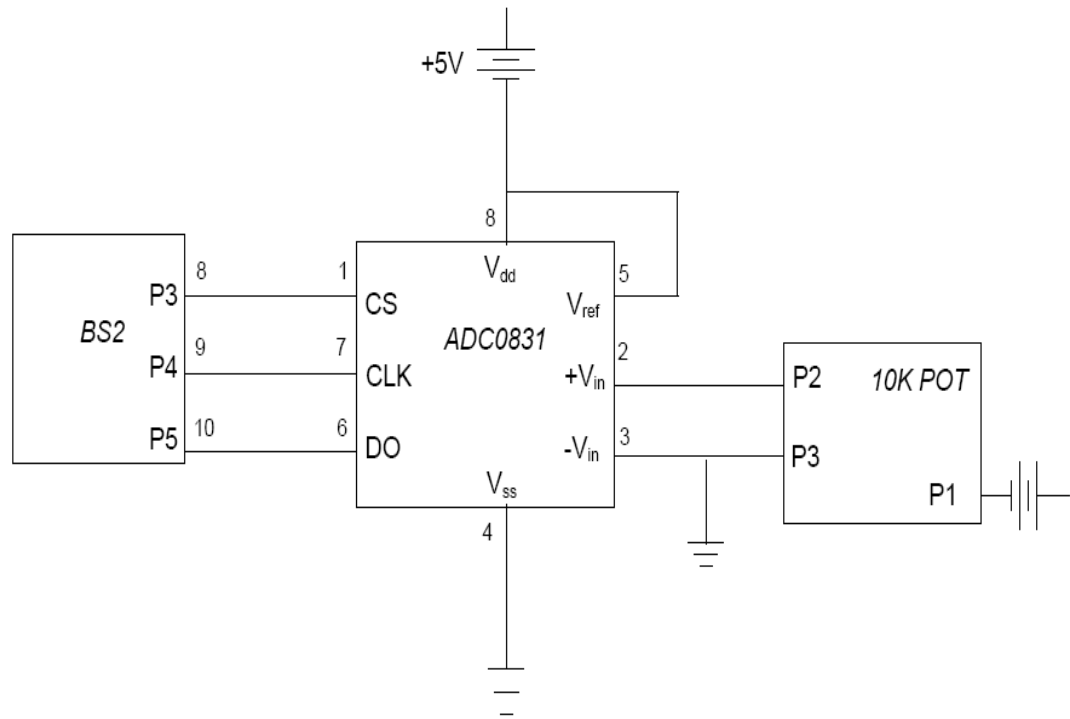 +5V
8
Vdd
8
1
5
P3
CS
Vref
BS2
ADC0831
9
7
2
P4
CLK
+Vin
P2
10K POT
10
6
3
P5
DO
-Vin
P3
Vss
P1
4